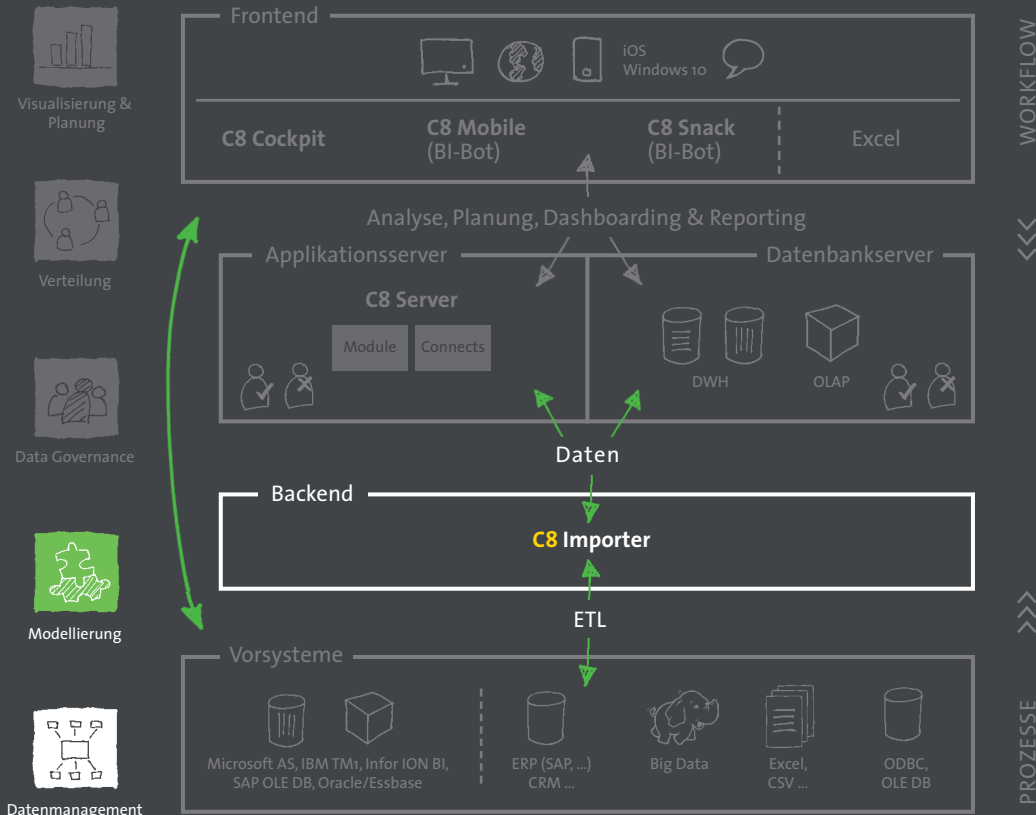 Frontend
iOS
Windows 10
C8 Cockpit
C8 Mobile
(BI-Bot)
C8 Snack
(BI-Bot)
Excel
Visualisierung &
Planung
WORKFLOW
Analyse, Planung, Dashboarding & Reporting
Verteilung
Applikationsserver
C8 Server
Module
Connects
Datenbankserver
DWH
OLAP
Data Governance
Daten
Backend
C8 Importer
Modellierung
ETL
Vorsysteme
Microsoft AS, IBM TM1, Infor ION BI,
SAP OLE DB, Oracle/Essbase
ERP (SAP, ...)
CRM ...
Big Data
Excel,
CSV ...
ODBC,
OLE DB
PROZESSE
Datenmanagement